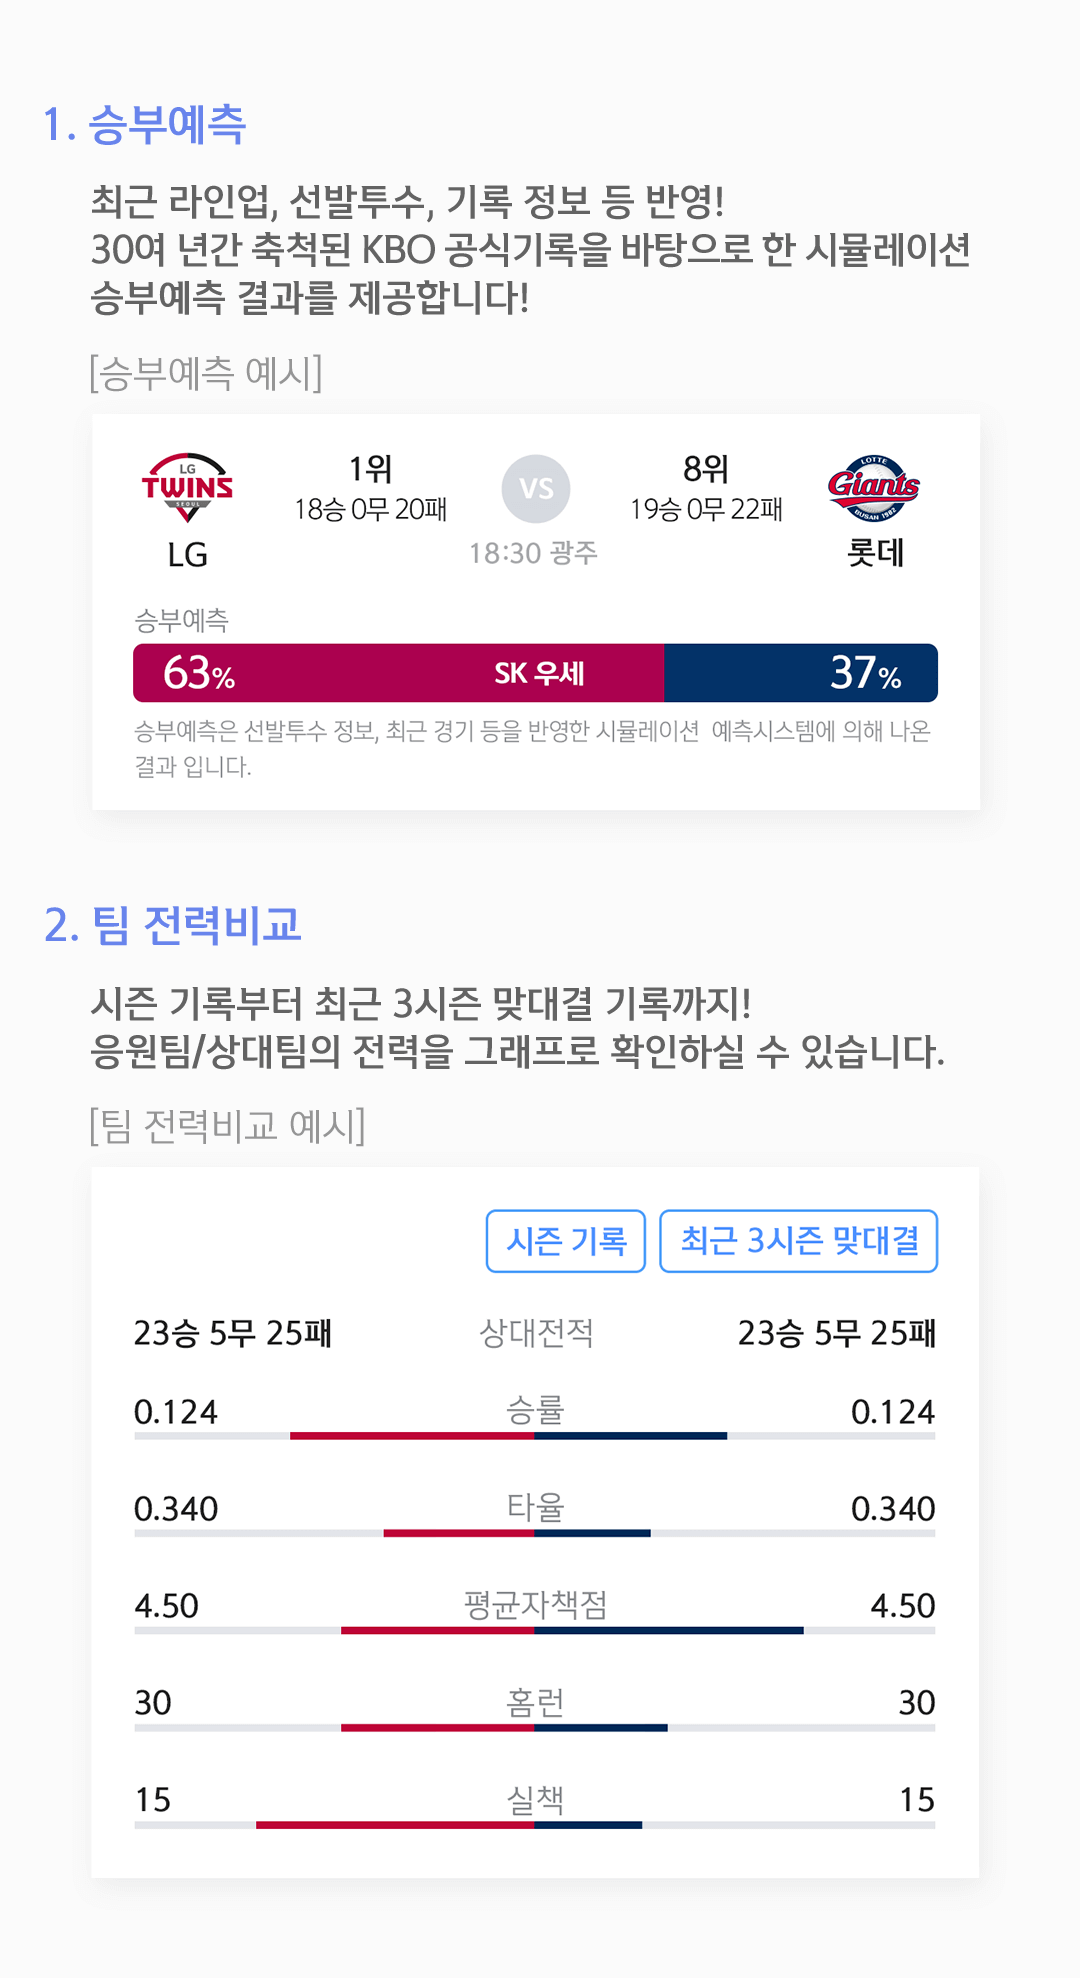 1. 승부예측
최근 라인업, 선발투수, 기록 정보 등 반영!
30여 년간 축척된 KBO 공식기록을 바탕으로 한 시뮬레이션
승부예측 결과를 제공합니다!
[승부예측 예시]
LG
TWINS
SEOUL
LG
1위
18승 0무 20패
VS
18:30 광주
8위
19승 0무 22패
LOTTE
Giants
BUSAN 1982
롯데
승부예측
63% SK 우세 37%
승부예측은 선발투수 정보, 최근 경기 등을 반영한 시뮬레이션 예측시스템에 의해 나온
결과 입니다.
2. 팀 전력비교
시즌 기록부터 최근 3시즌 맞대결 기록까지!
응원팀/상대팀의 전력을 그래프로 확인하실 수 있습니다.
[팀 전력비교 예시]
시즌 기록 최근 3시즌 맞대결
23승 5무 25패 상대전적 23승 5무 25패
0.124 승률 0.124
0.340 타율 0.340
4.50 평균자책점 4.50
30 홈런 30
15 실책 15